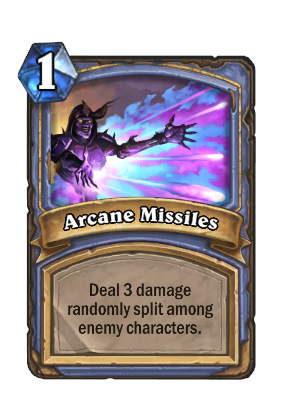 1
Arcane Missiles
Deal 3 damage
randomly split among
enemy characters.